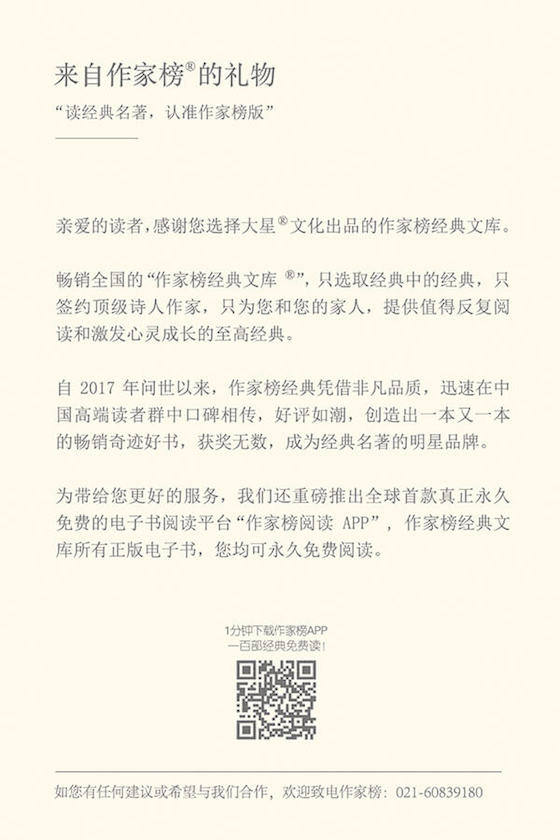 来自作家榜®的礼物
“读经典名著，认准作家榜版”
亲爱的读者，感谢您选择大星®文化出品的作家榜经典文库。
畅销全国的“作家榜经典文库 ®”，只选取经典中的经典，只
签约顶级诗人作家，只为您和您的家人，提供值得反复阅
读和激发心灵成长的至高经典。
自 2017 年问世以来，作家榜经典凭借非凡品质，迅速在中
国高端读者群中口碑相传，好评如潮，创造出一本又一本
的畅销奇迹好书，获奖无数，成为经典名著的明星品牌。
为带给您更好的服务，我们还重磅推出全球首款真正永久
免费的电子书阅读平台“作家榜阅读 APP”，作家榜经典文
库所有正版电子书，您均可永久免费阅读。
1分钟下载作家榜APP
一百部经典免费读！
如您有任何建议或希望与我们合作，欢迎致电作家榜：021-60839180